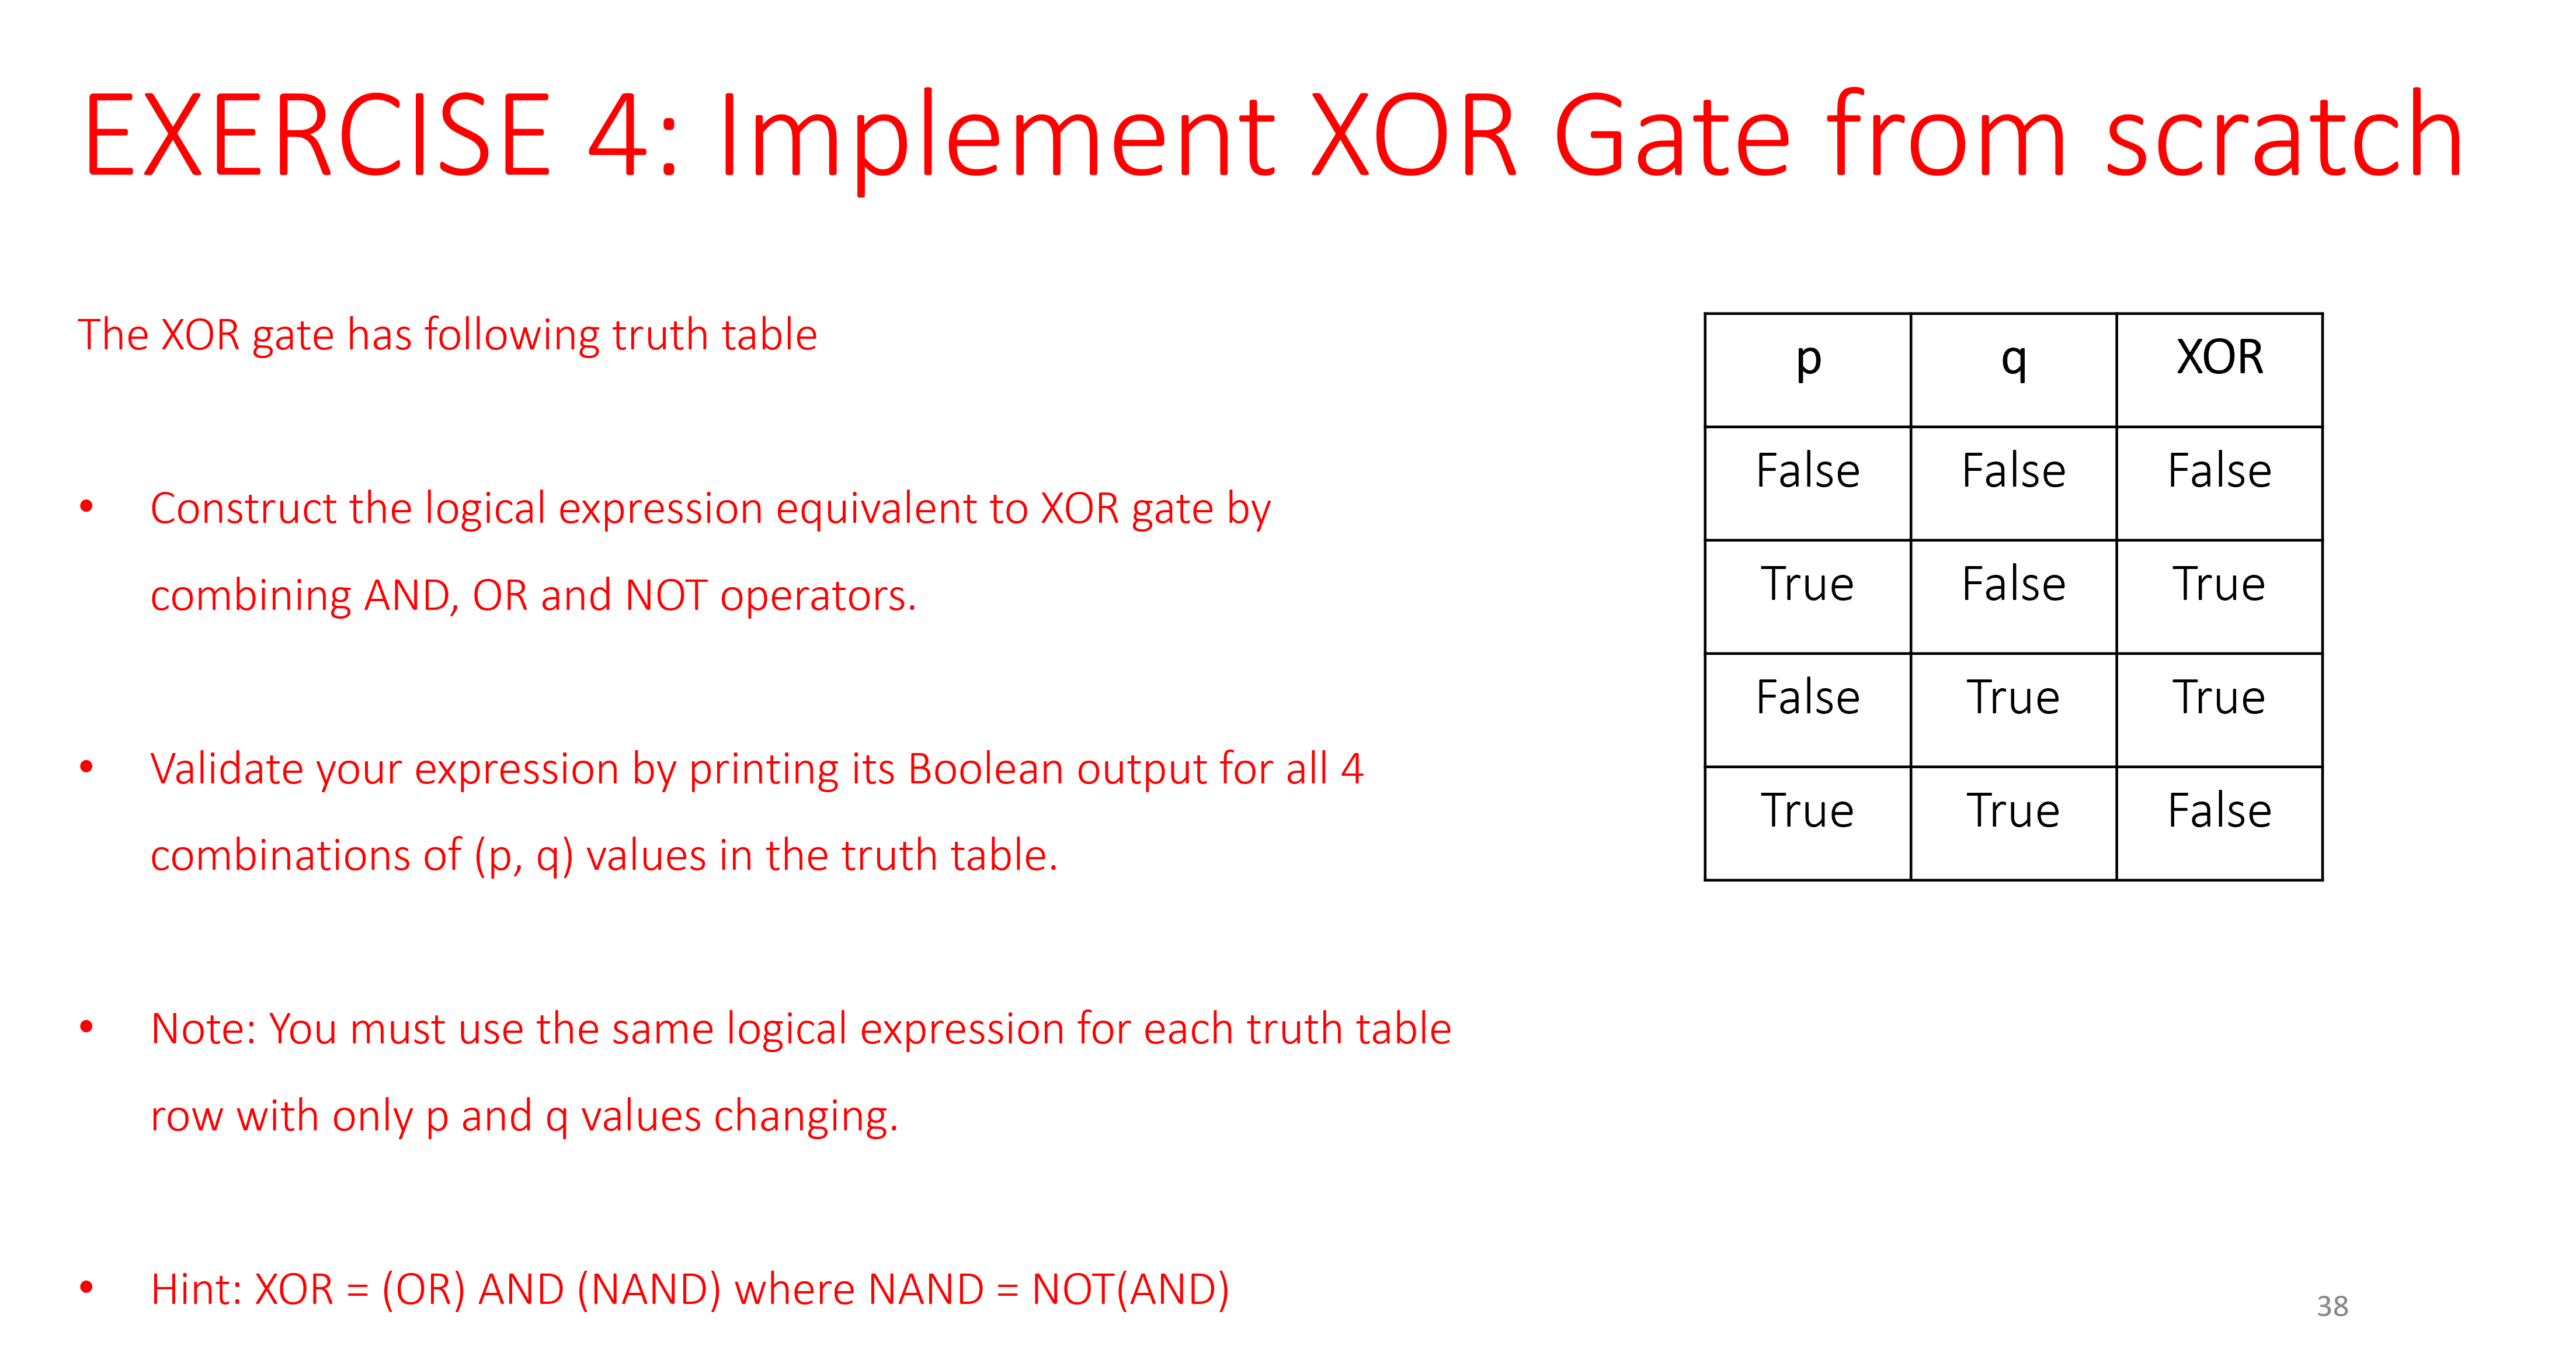 EXERCISE 4: Implement XOR Gate from scratch
The XOR gate has following truth table
• Construct the logical expression equivalent to XOR gate by
combining AND, OR and NOT operators.
• Validate your expression by printing its Boolean output for all 4
combinations of (p, q) values in the truth table.
• Note: You must use the same logical expression for each truth table
row with only p and q values changing.
• Hint: XOR = (OR) AND (NAND) where NAND = NOT(AND)
p q XOR
False False False
True False True
False True True
True True False
38